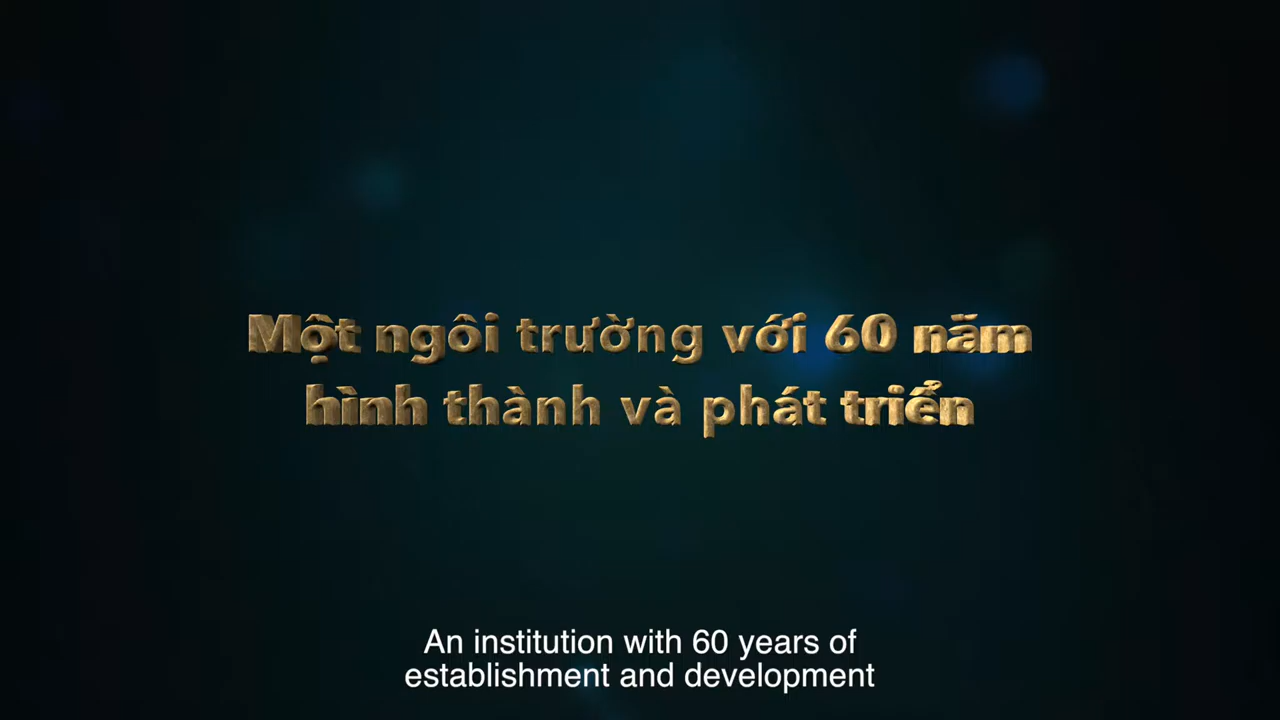 Một ngôi trường với 60 năm
hình thành và phát triển
An institution with 60 years of
establishment and development